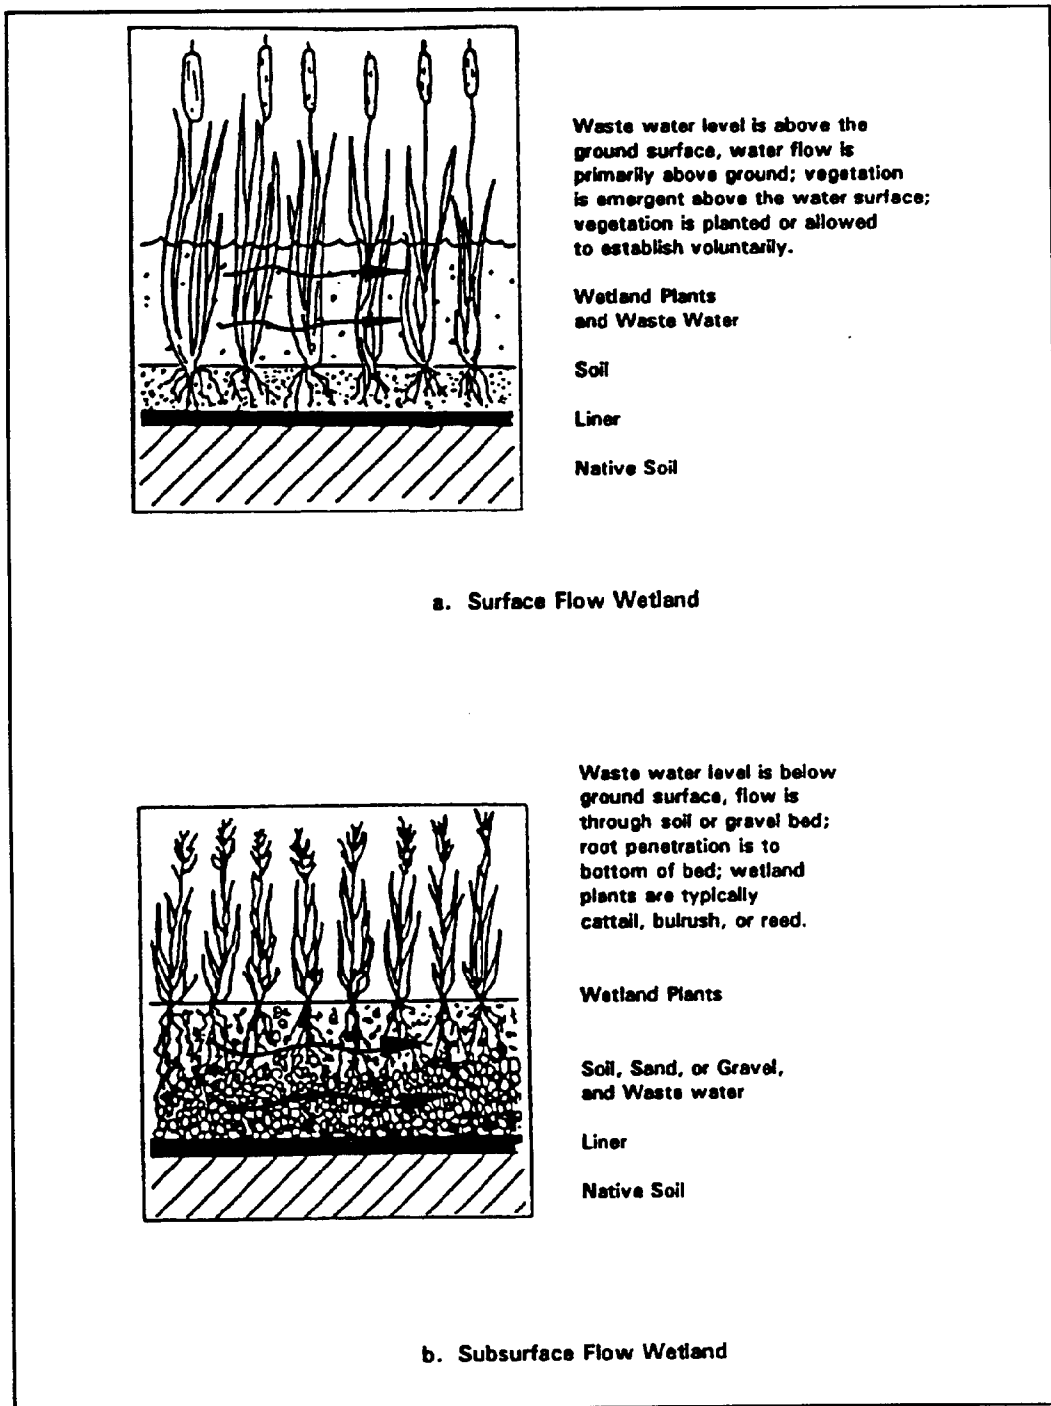 Waste water level is above the
ground surface, water flow is
primarily above ground; vegetation
is emergent above the water surface;
vegetation is planted or allowed
to establish voluntarily.
Wetland Plants
and Waste Water
Soil
Liner
Native Soil
a. Surface Flow Wetland
Waste water level is below
ground surface, flow is
through soil or gravel bed;
root penetration is to
bottom of bed; wetland
plants are typically
cattail, bulrush, or reed.
Wetland Plants
Soil, Sand, or Gravel,
and Waste water
Liner
Native Soil
b. Subsurface Flow Wetland